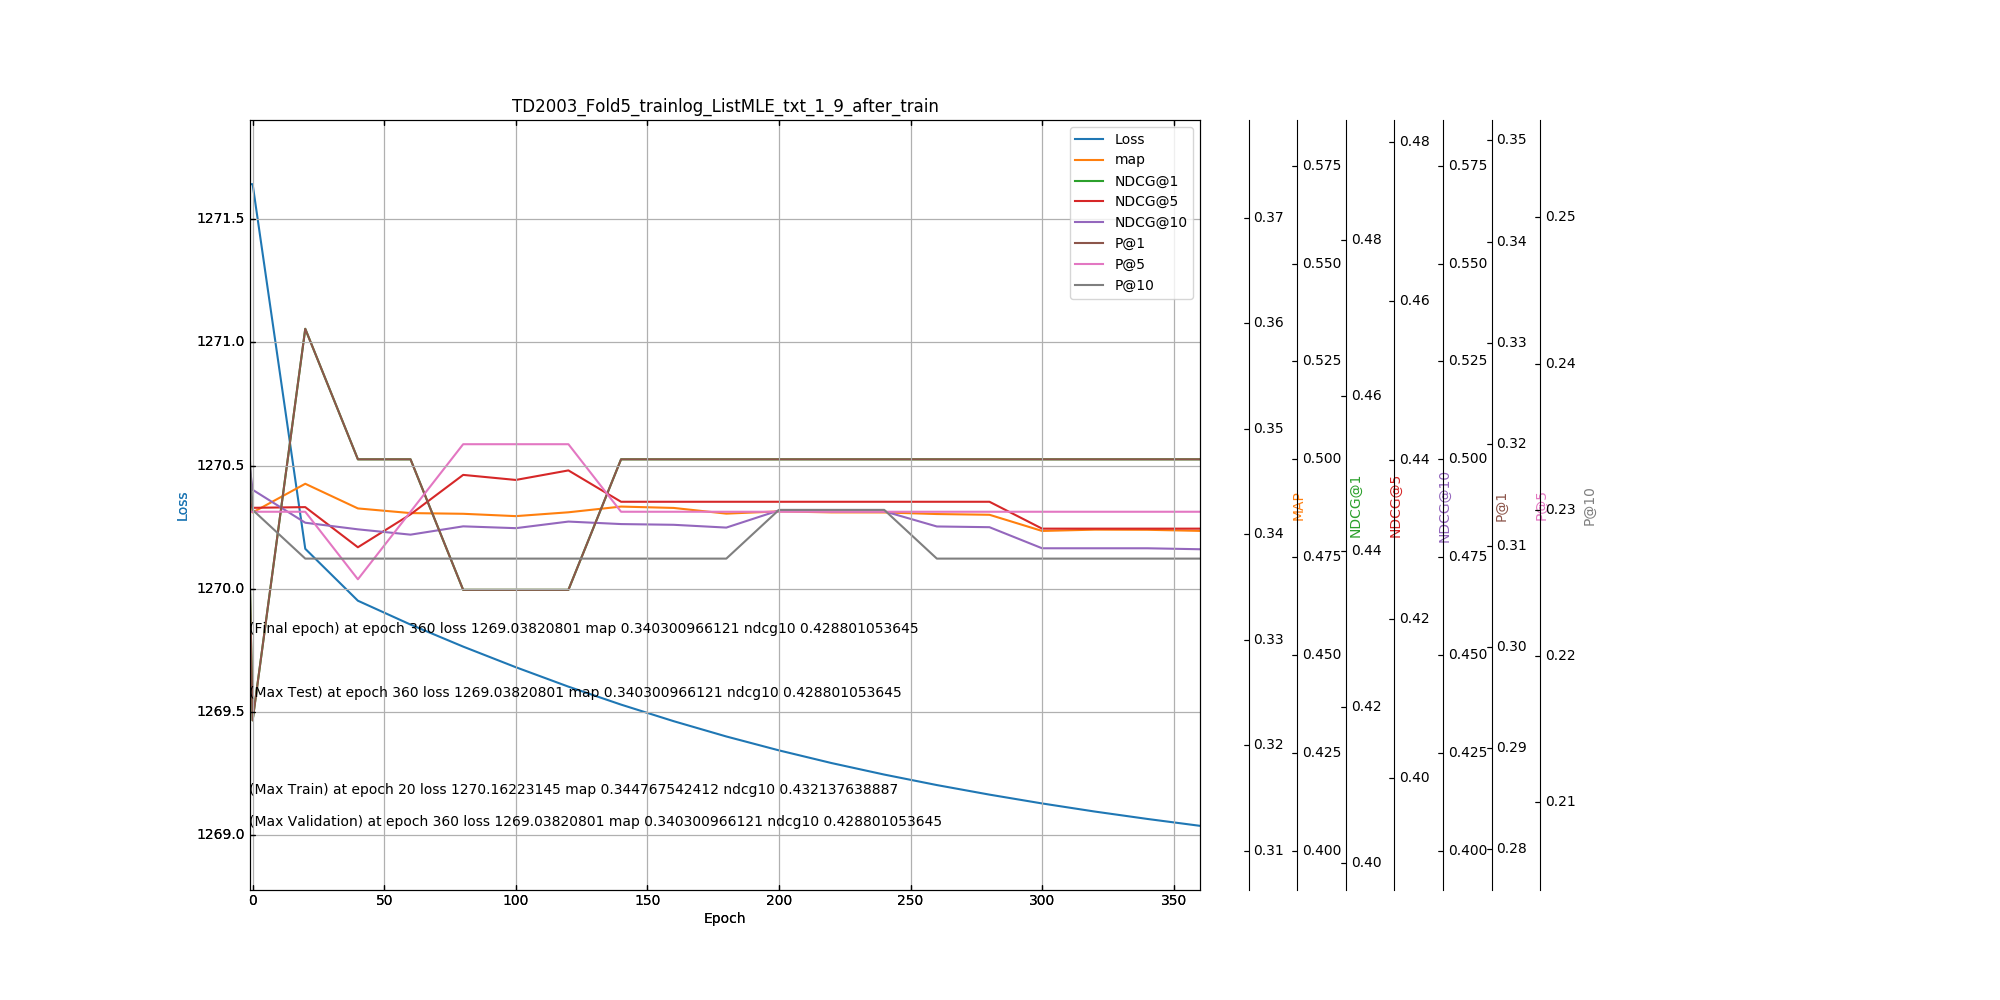 TD2003_Fold5_trainlog_ListMLE_txt_1_9_after_train
Loss
map
NDCG@1
NDCG@5
NDCG@10
P@1
P@5
P@10
1271.5
1271.0
1270.5
1270.0
1269.5
1269.0
Loss
(Final epoch) at epoch 360 loss 1269.03820801 map 0.340300966121 ndcg10 0.428801053645
(Max Test) at epoch 360 loss 1269.03820801 map 0.340300966121 ndcg10 0.428801053645
(Max Train) at epoch 20 loss 1270.16223145 map 0.344767542412 ndcg10 0.432137638887
(Max Validation) at epoch 360 loss 1269.03820801 map 0.340300966121 ndcg10 0.428801053645
0 50 100 150 200 250 300 350
Epoch
0.37
0.36
0.35
0.34
0.33
0.32
0.31
MAP
0.575
0.550
0.525
0.500
0.475
0.450
0.425
0.400
NDCG@1
0.48
0.46
0.44
0.42
0.40
NDCG@5
0.48
0.46
0.44
0.42
0.40
NDCG@10
0.575
0.550
0.525
0.500
0.475
0.450
0.425
0.400
P@1
0.35
0.34
0.33
0.32
0.31
0.30
0.29
0.28
P@5
0.25
0.24
0.23
0.22
0.21
P@10